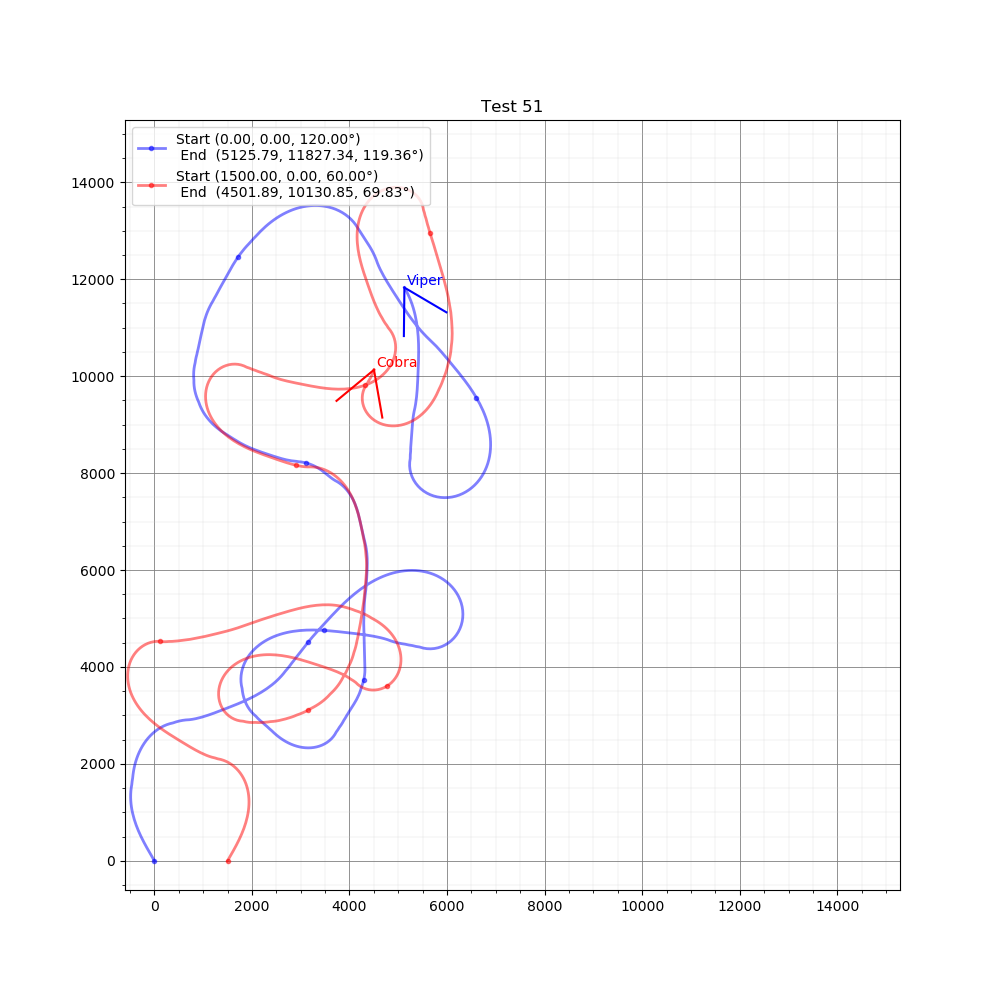 Test 51
Start (0.00, 0.00, 120.00°)
End (5125.79, 11827.34, 119.36°)
Start (1500.00, 0.00, 60.00°)
End (4501.89, 10130.85, 69.83°)
14000
12000
10000
8000
6000
4000
2000
0
Viper
Cobra
0 2000 4000 6000 8000 10000 12000 14000